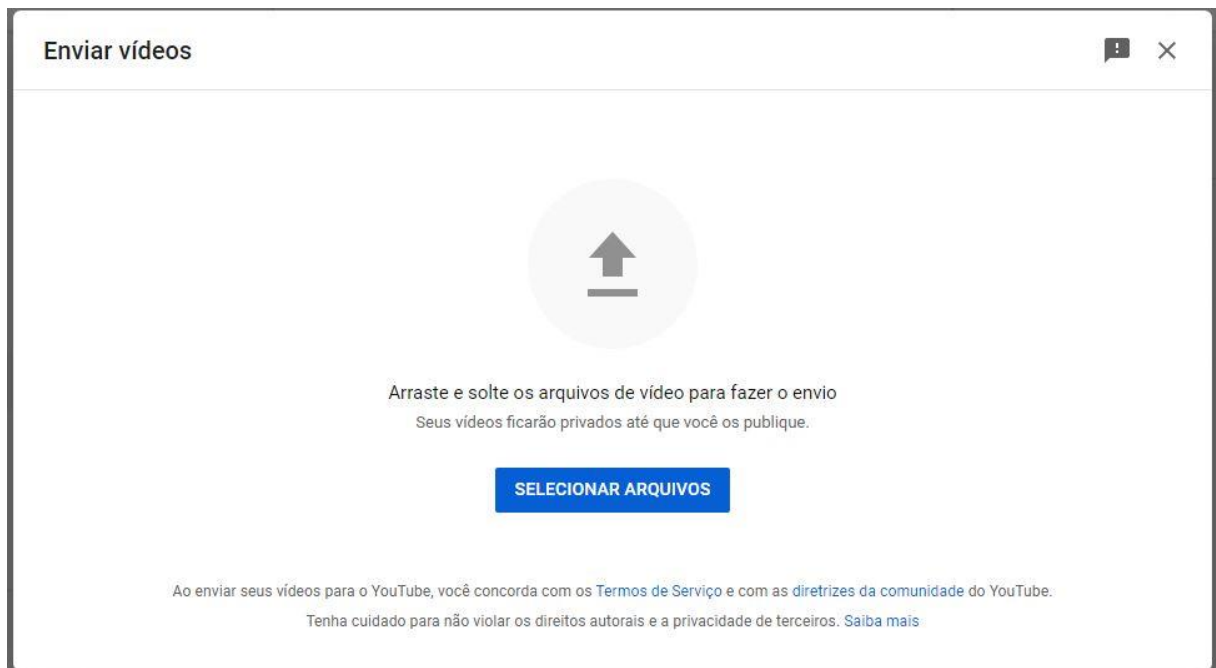 Enviar vídeos
Arraste e solte os arquivos de vídeo para fazer o envio
Seus vídeos ficarão privados até que você os publique.
SELECIONAR ARQUIVOS
Ao enviar seus vídeos para o YouTube, você concorda com os Termos de Serviço e com as diretrizes da comunidade do YouTube.
Tenha cuidado para não violar os direitos autorais e a privacidade de terceiros. Saiba mais